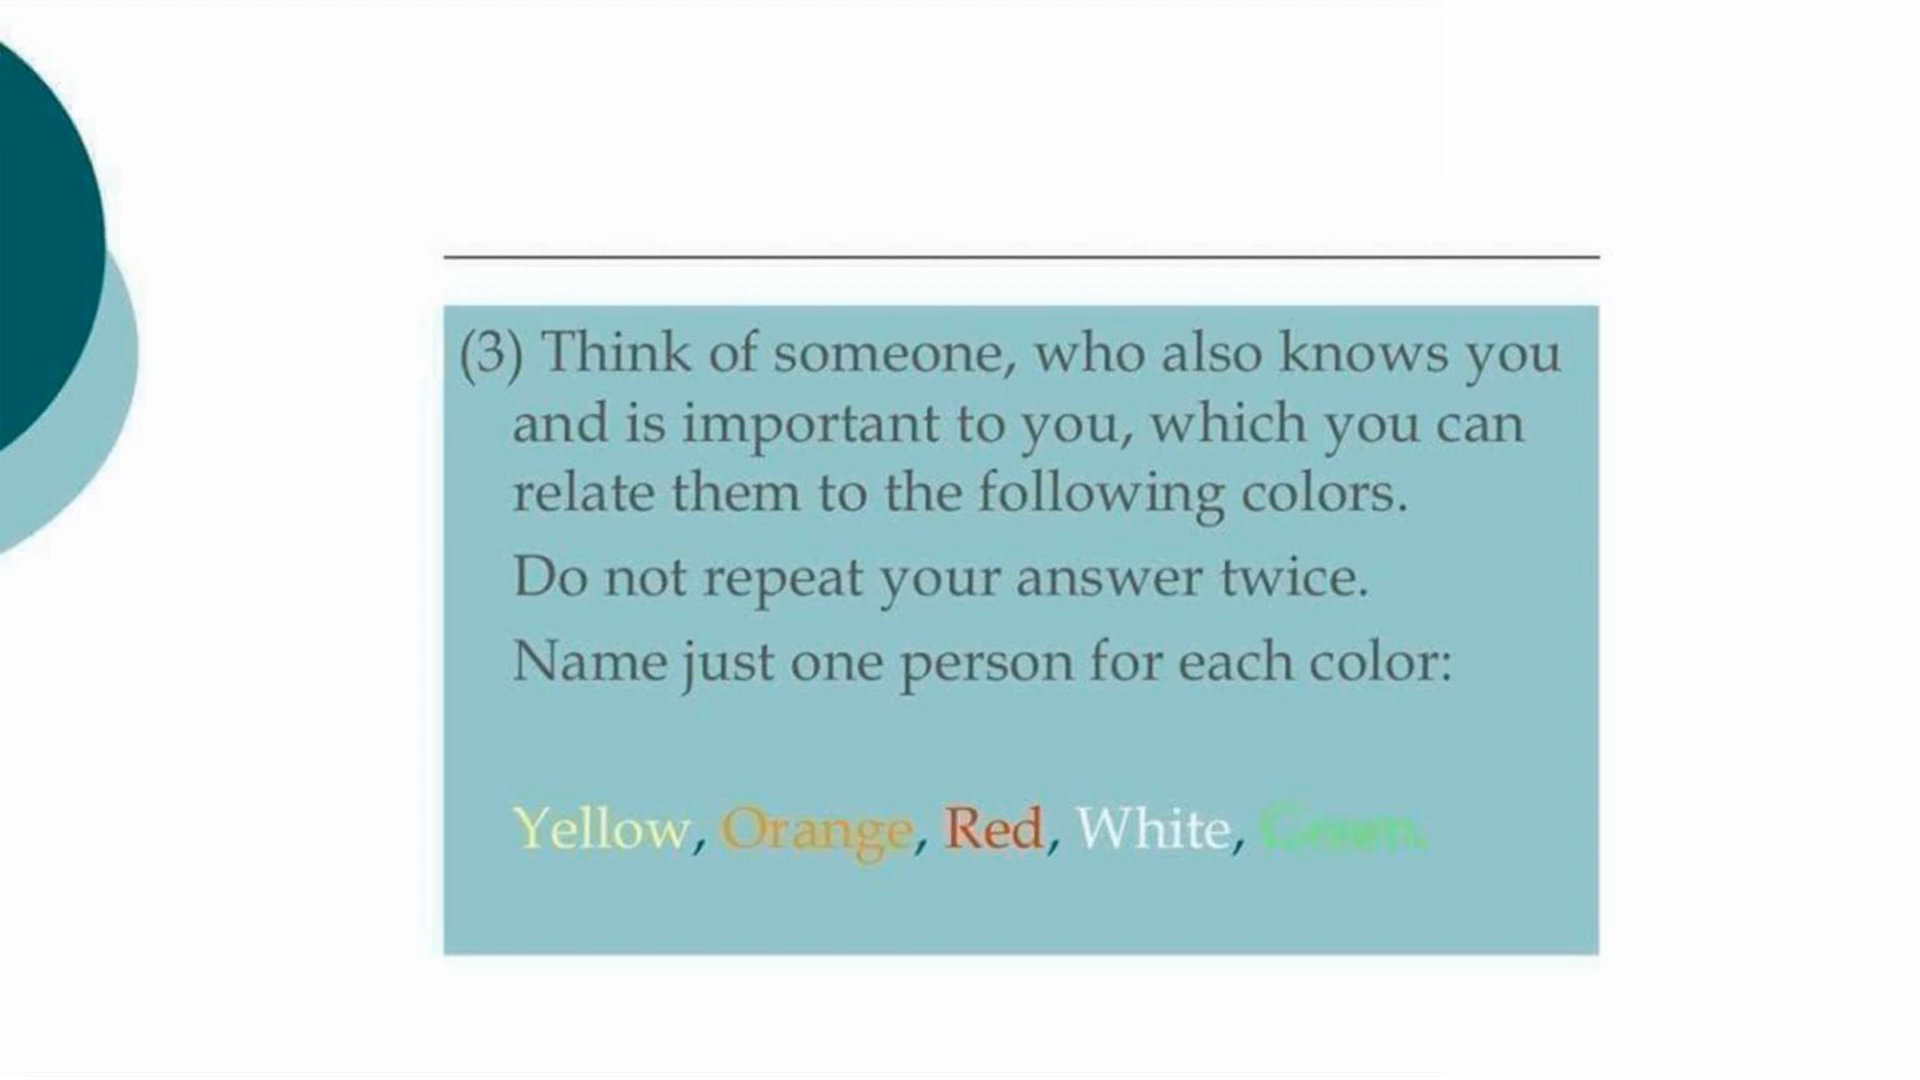 (3) Think of someone, who also knows you
and is important to you, which you can
relate them to the following colors.
Do not repeat your answer twice.
Name just one person for each color:
Yellow, Orange, Red, White,